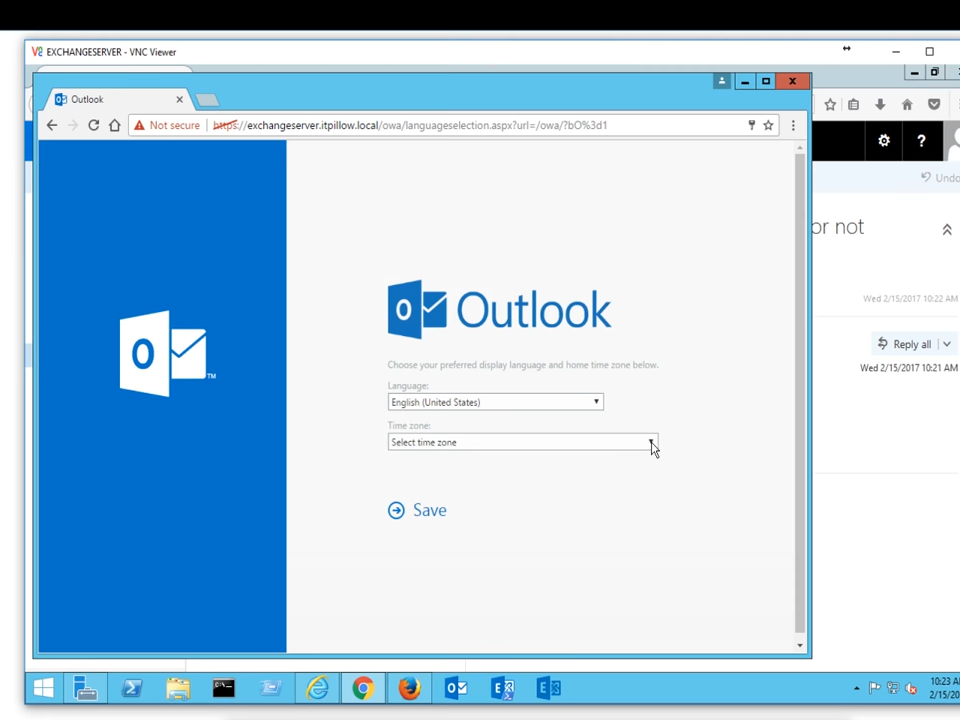 EXCHANGESERVER - VNC Viewer
Outlook
Not secure | https://exchangeserver.itpillow.local/owa/languageselection.aspx?url=/owa/?bO%3d1
Undo
or not
Outlook
Wed 2/15/2017 10:22 AM
Reply all
Wed 2/15/2017 10:21 AM
Choose your preferred display language and home time zone below.
Language:
English (United States)
Time zone:
Select time zone
Save
10:23 AM
2/15/